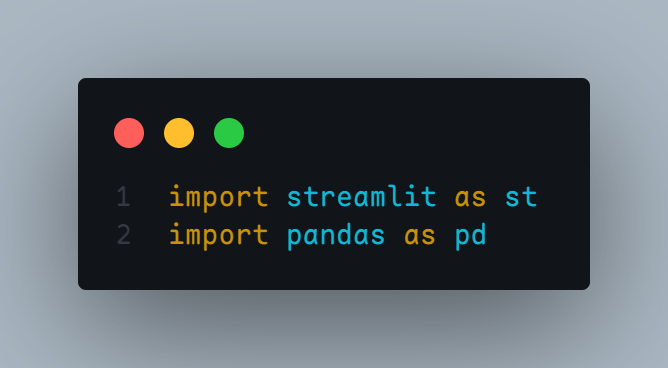 1 import streamlit as st
2 import pandas as pd